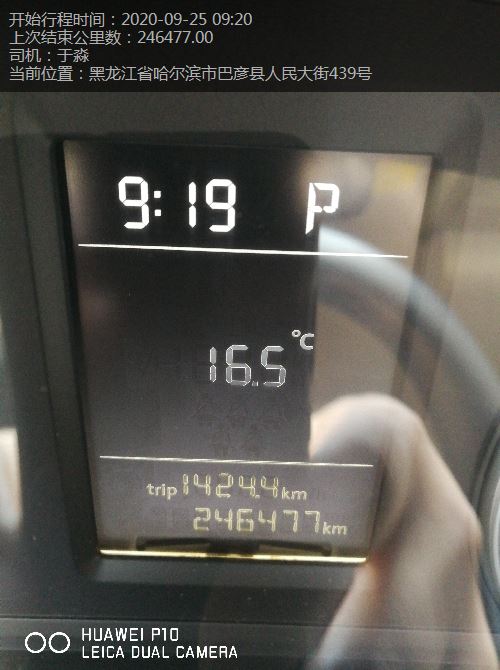 开始行程时间：2020-09-25 09:20
上次结束公里数：246477.00
司机：于淼
当前位置：黑龙江省哈尔滨市巴彦县人民大街439号
9:19 P
16.5 °C
trip 1424.4 km
246477 km
HUAWEI P10
LEICA DUAL CAMERA